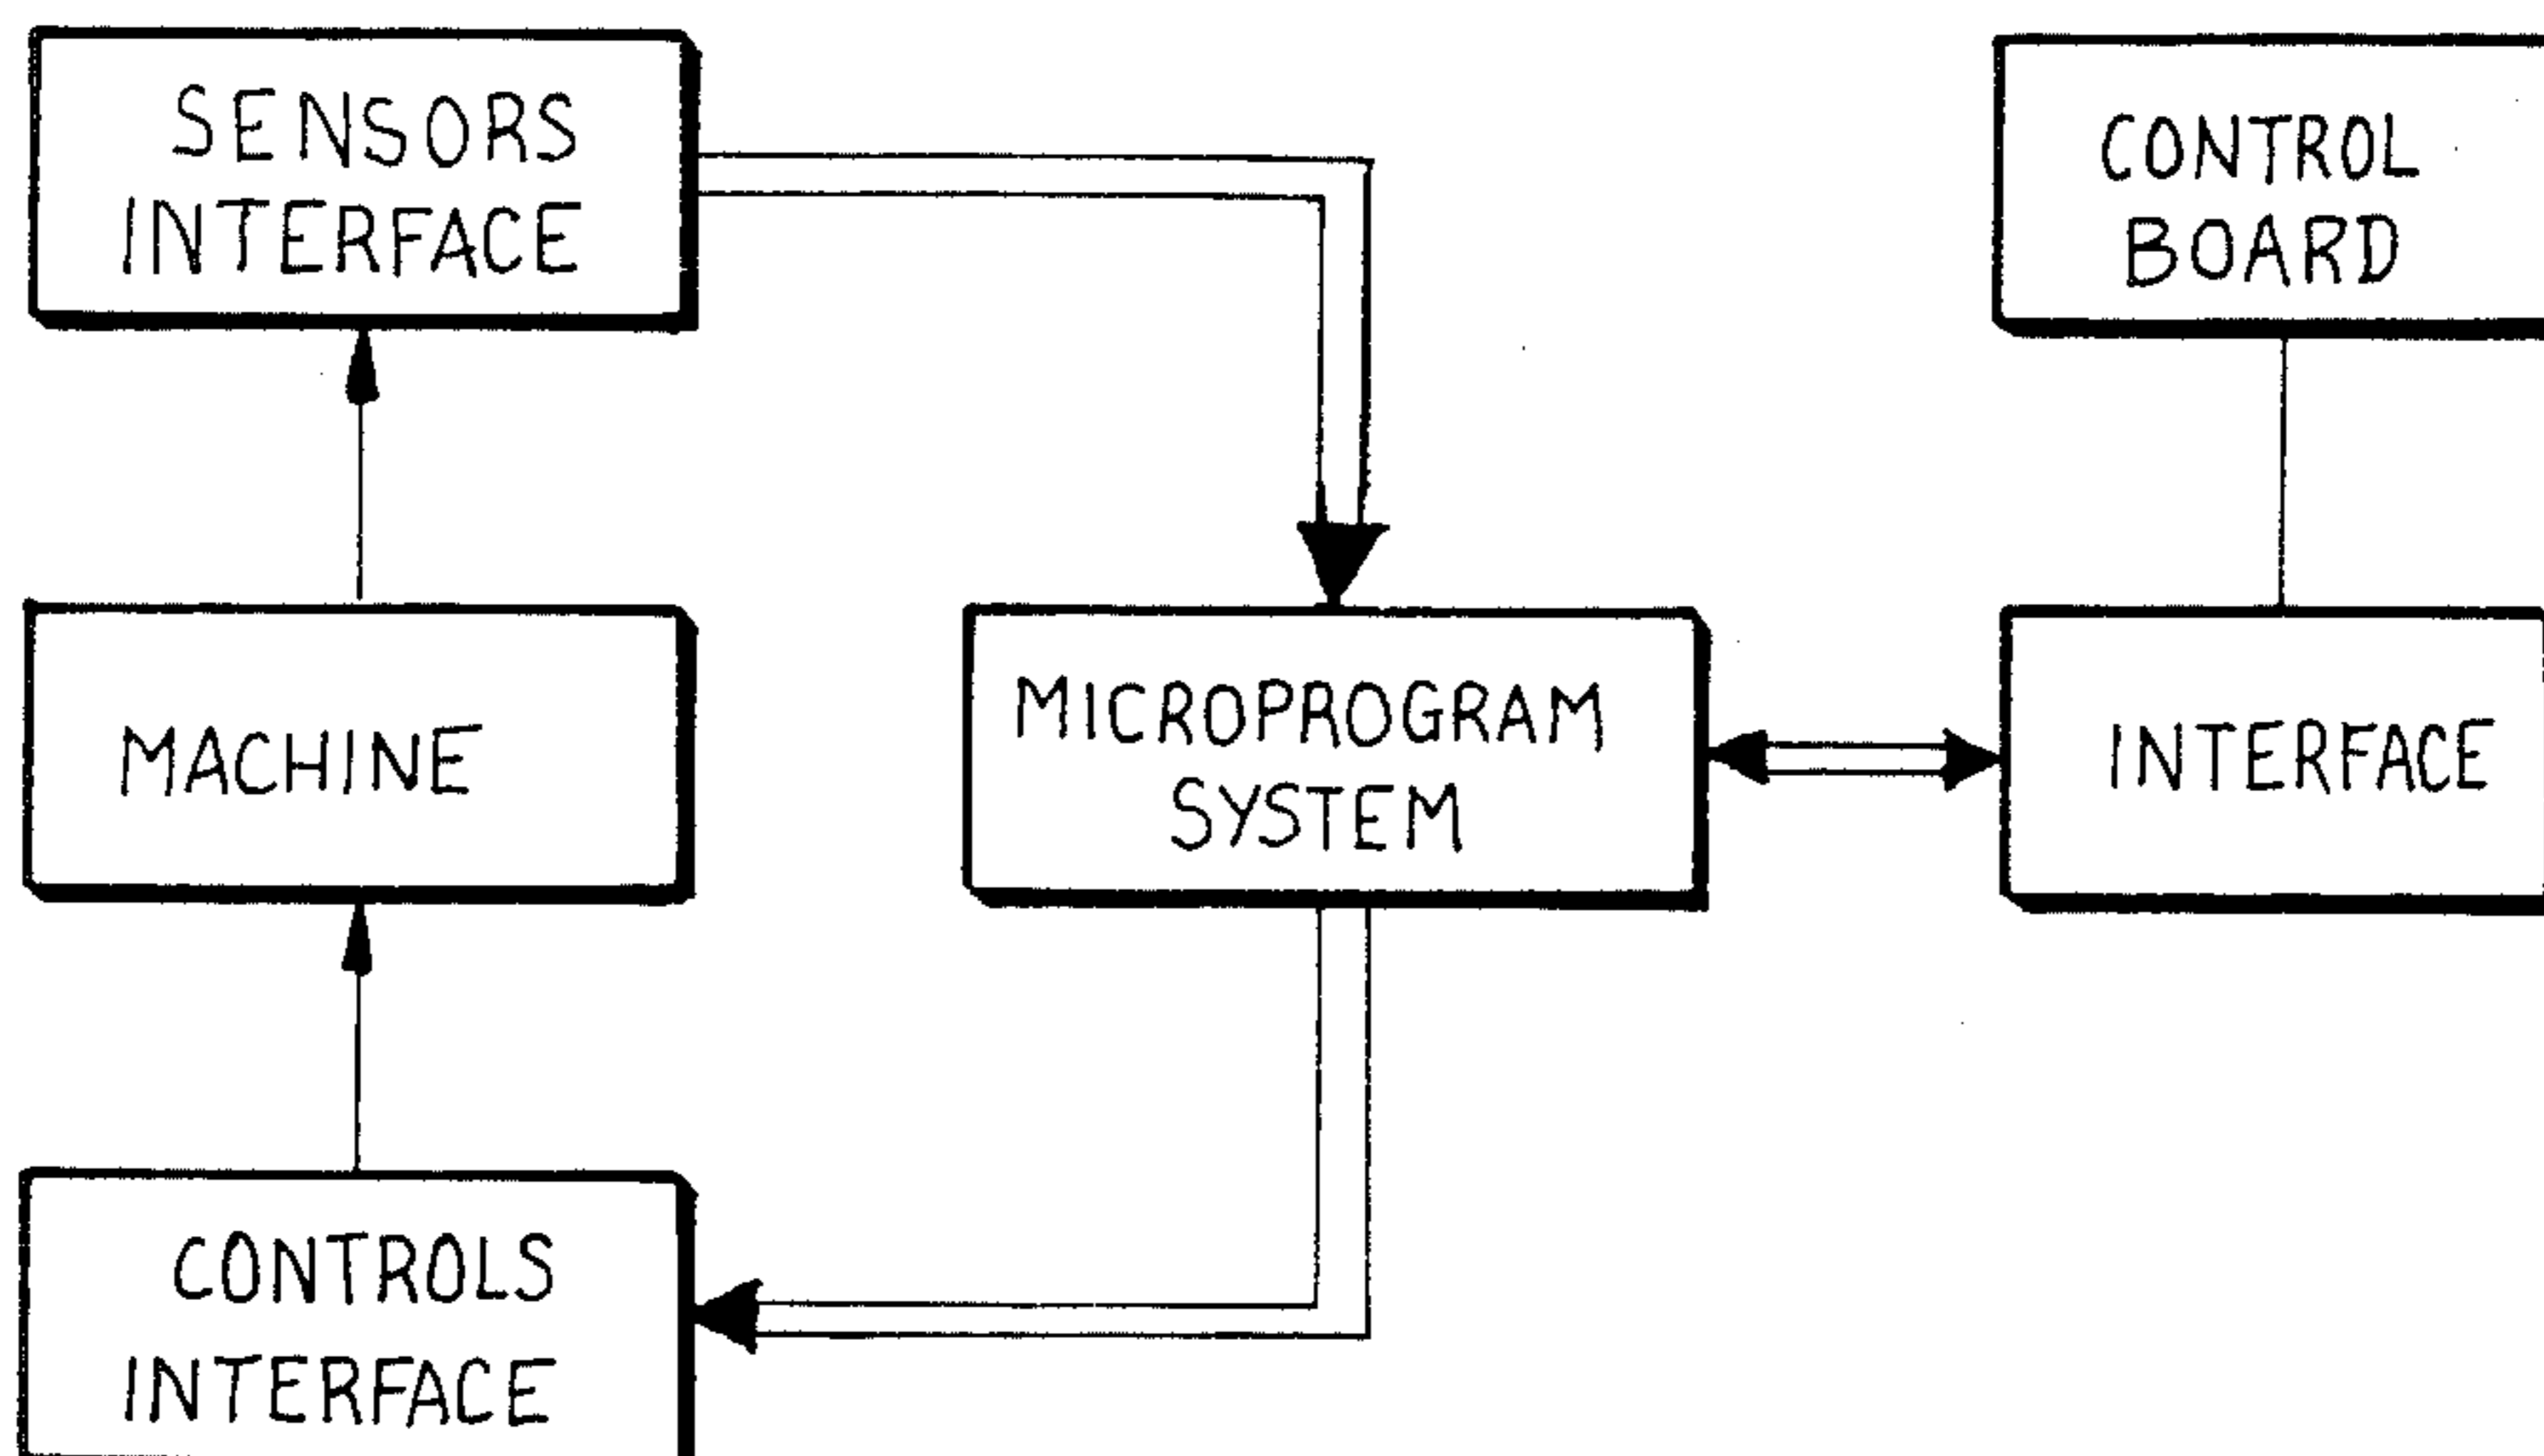 SENSORS
INTERFACE
CONTROL
BOARD
MACHINE
MICROPROGRAM
SYSTEM
INTERFACE
CONTROLS
INTERFACE